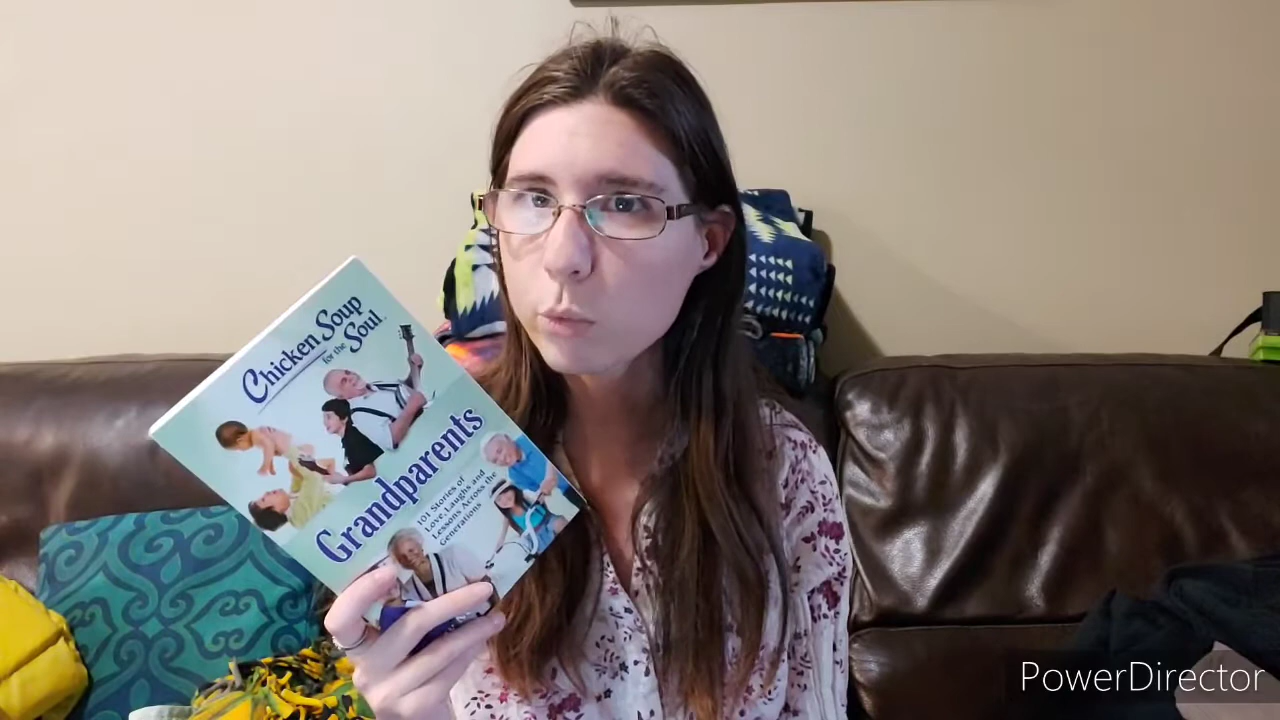 Chicken Soup
for the Soul
Grandparents
101 Stories of
Love, Laughs and
Lessons Across the
Generations
PowerDirector